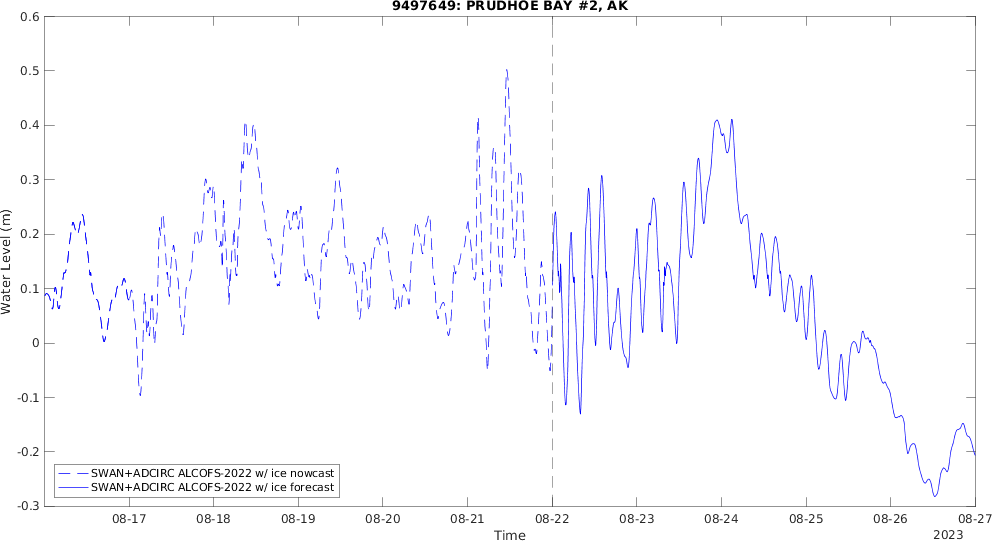 9497649: PRUDHOE BAY #2, AK
0.6
0.5
0.4
0.3
0.2
0.1
0
-0.1
-0.2
-0.3
Water Level (m)
SWAN+ADCIRC ALCOFS-2022 w/ ice nowcast
SWAN+ADCIRC ALCOFS-2022 w/ ice forecast
08-17 08-18 08-19 08-20 08-21 08-22 08-23 08-24 08-25 08-26 08-27
Time
2023